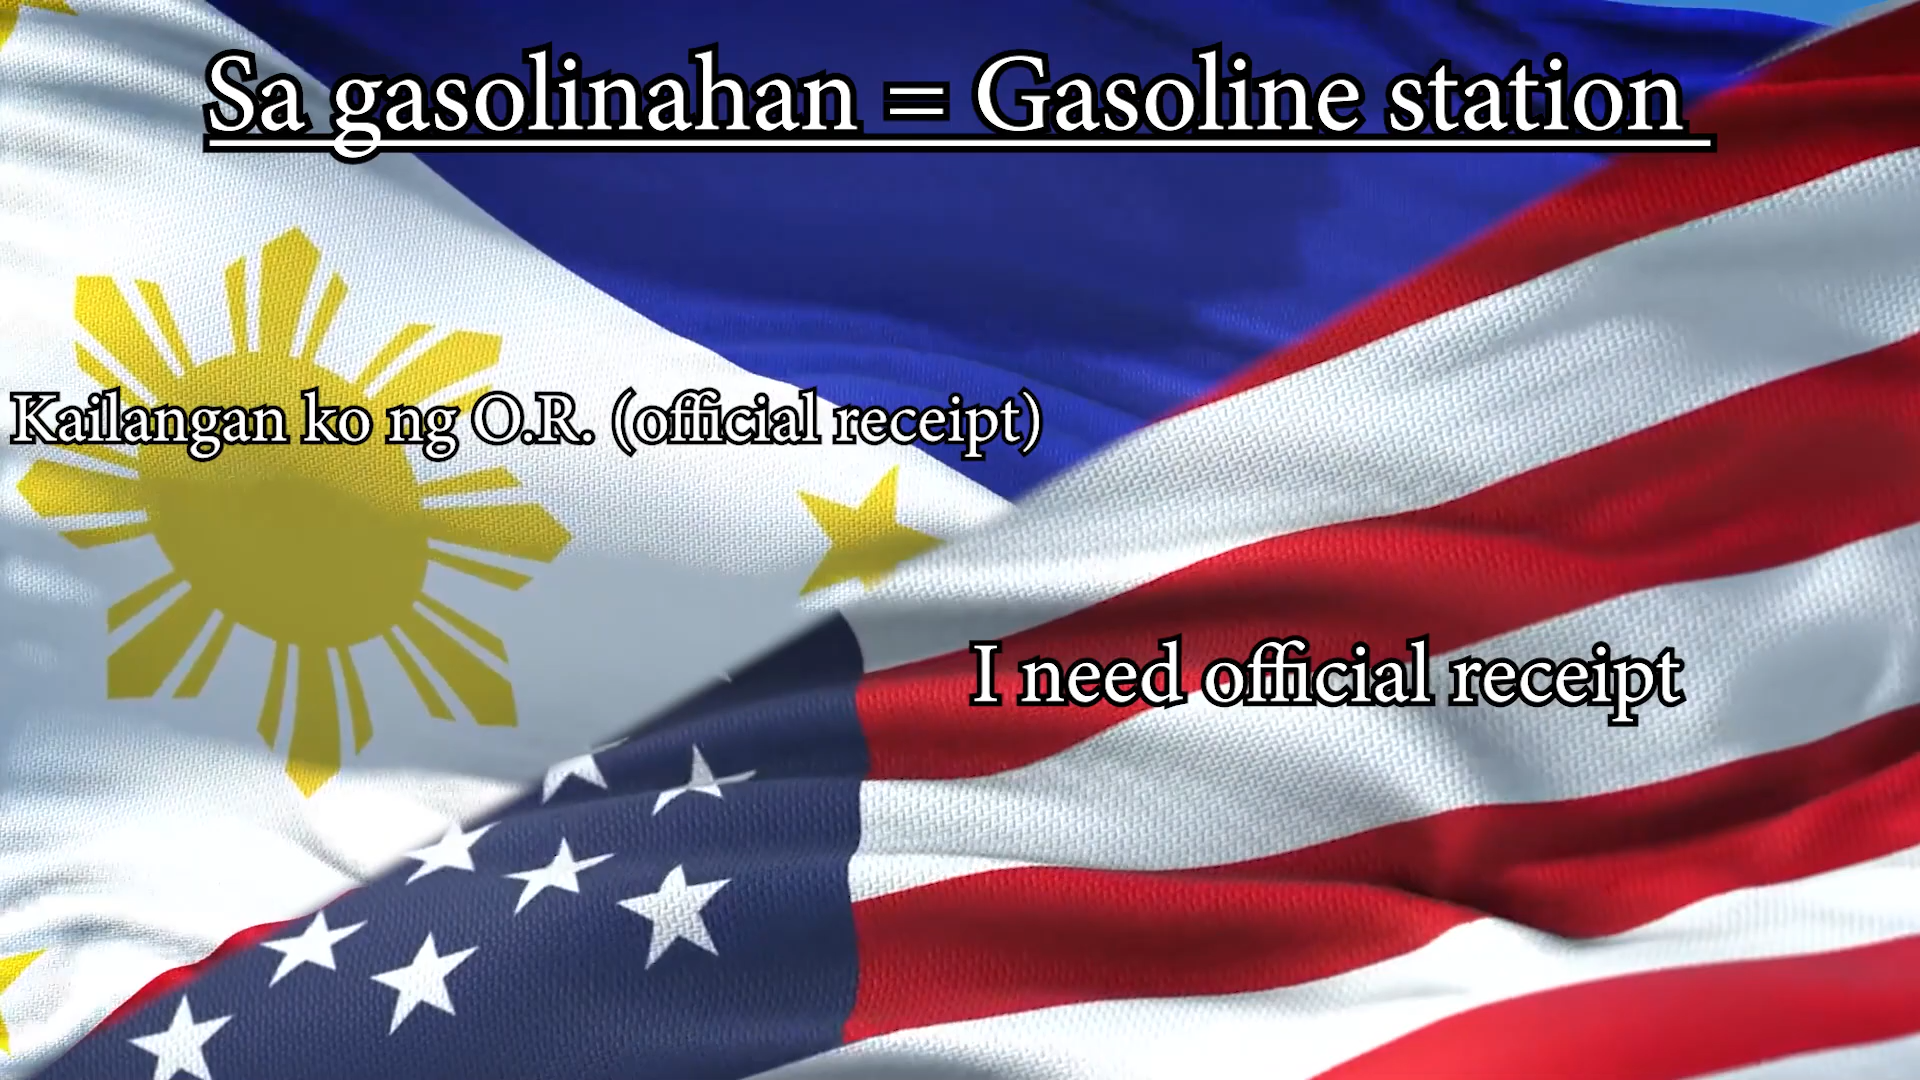 Sa gasolinahan = Gasoline station
Kailangan ko ng O.R. (official receipt)
I need official receipt